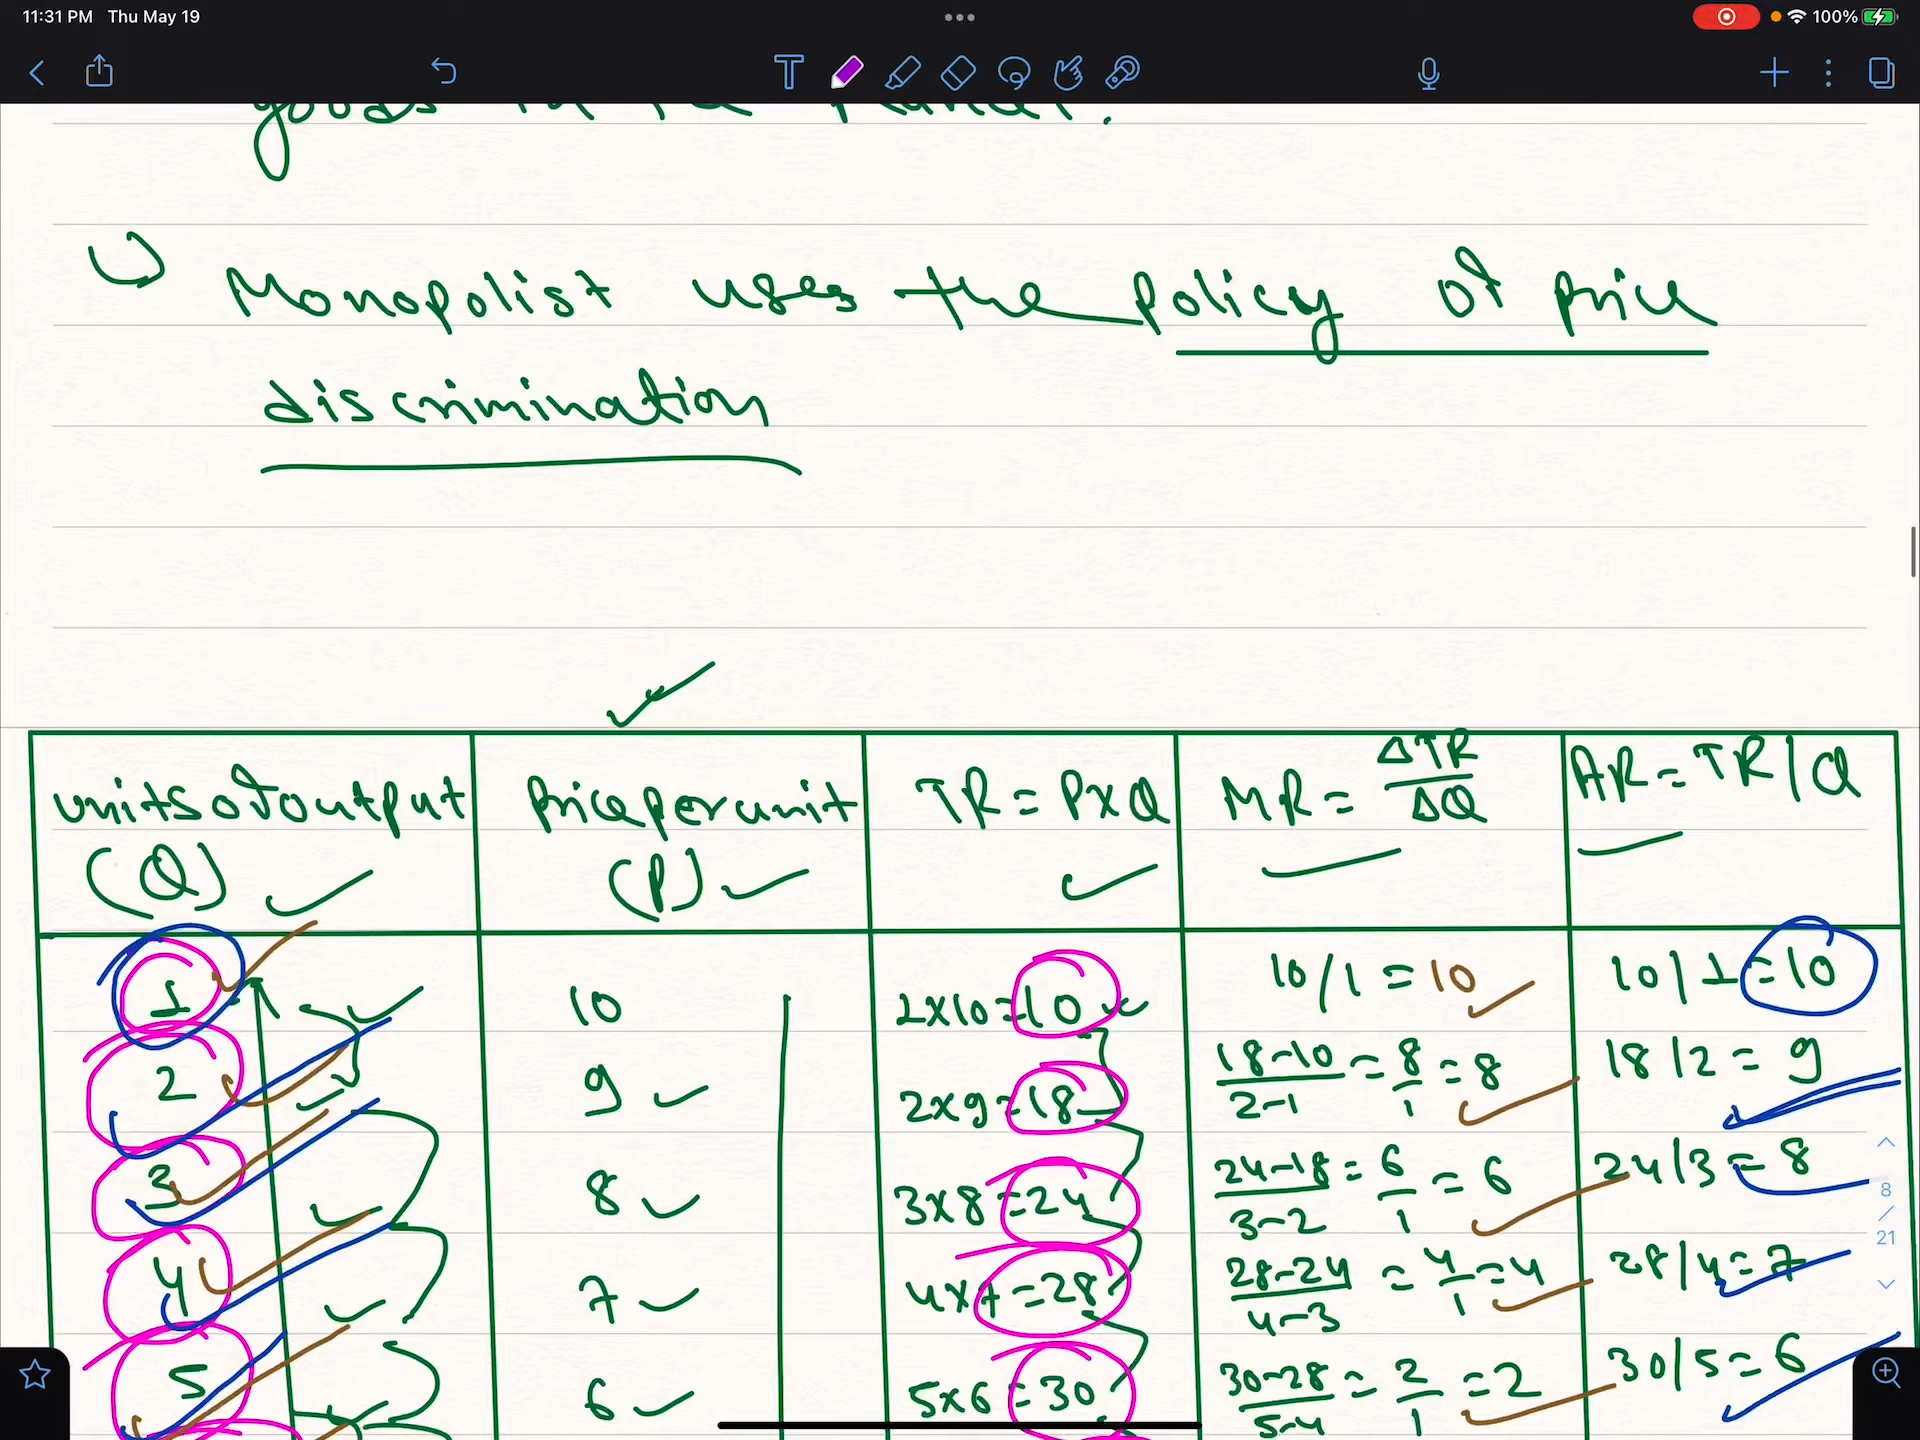 11:31 PM Thu May 19
100%
T
Monopolist uses the policy of price
discrimination
units of output
(Q)
Price per unit
(P)
TR = P x Q
MR = ΔTR / ΔQ
AR = TR / Q
1 10 2x10=10 10/1 = 10 10/1=10
2 9 2x9=18 18-10/2-1 = 8/1 = 8 18/2 = 9
3 8 3x8=24 24-18/3-2 = 6/1 = 6 24/3 = 8
4 7 4x7=28 28-24/4-3 = 4/1 = 4 28/4=7
5 6 5x6=30 30-28/5-4 = 2/1 = 2 30/5=6
8
/
21